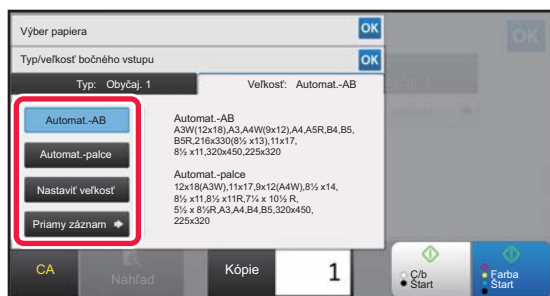 Výber papiera
OK
OK
Typ/veľkosť bočného vstupu
OK
Typ: Obyčaj. 1
Veľkosť: Automat.-AB
Automat.-AB
Automat.-palce
Nastaviť veľkosť
Priamy záznam
Automat.-AB
A3W(12x18),A3,A4W(9x12),A4,A5R,B4,B5,
B5R,216x330(8½ x13),11x17,
8½ x11,320x450,225x320
Automat.-palce
12x18(A3W),11x17,9x12(A4W),8½ x14,
8½ x11,8½ x11R,7¼ x 10½ R,
5½ x 8½R,A3,A4,B4,B5,320x450,
225x320
CA
Náhľad
Kópie
1
Č/b
Štart
Farba
Štart